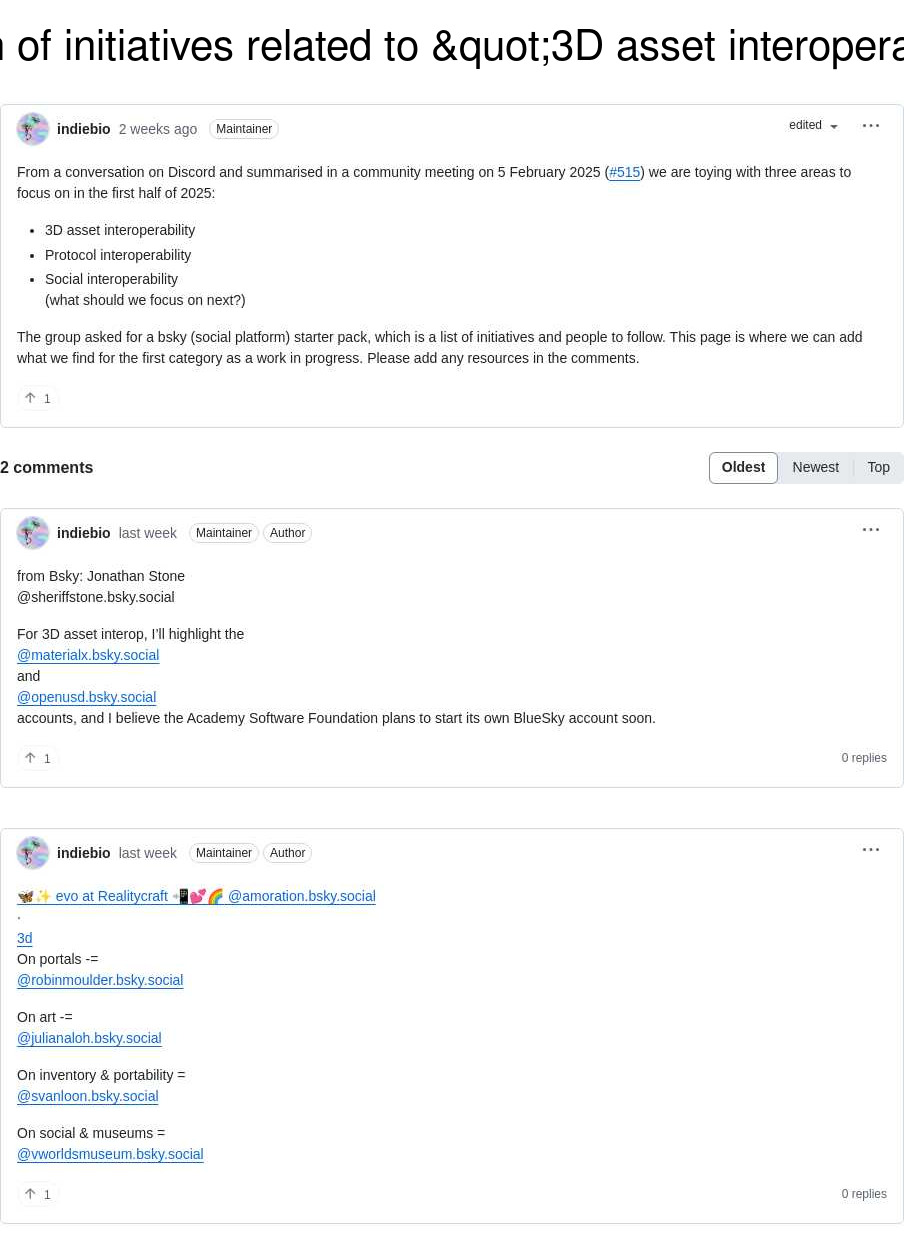 of initiatives related to &quot;3D asset interopera
indiebio 2 weeks ago Maintainer edited
From a conversation on Discord and summarised in a community meeting on 5 February 2025 (#515) we are toying with three areas to
focus on in the first half of 2025:
• 3D asset interoperability
• Protocol interoperability
• Social interoperability
(what should we focus on next?)
The group asked for a bsky (social platform) starter pack, which is a list of initiatives and people to follow. This page is where we can add
what we find for the first category as a work in progress. Please add any resources in the comments.
↑ 1
2 comments Oldest Newest Top
indiebio last week Maintainer Author
from Bsky: Jonathan Stone
@sheriffstone.bsky.social
For 3D asset interop, I’ll highlight the
@materialx.bsky.social
and
@openusd.bsky.social
accounts, and I believe the Academy Software Foundation plans to start its own BlueSky account soon.
↑ 1 0 replies
indiebio last week Maintainer Author
🦋✨ evo at Realitycraft 📲💕🌈 @amoration.bsky.social
·
3d
On portals -=
@robinmoulder.bsky.social
On art -=
@julianaloh.bsky.social
On inventory & portability =
@svanloon.bsky.social
On social & museums =
@vworldsmuseum.bsky.social
↑ 1 0 replies